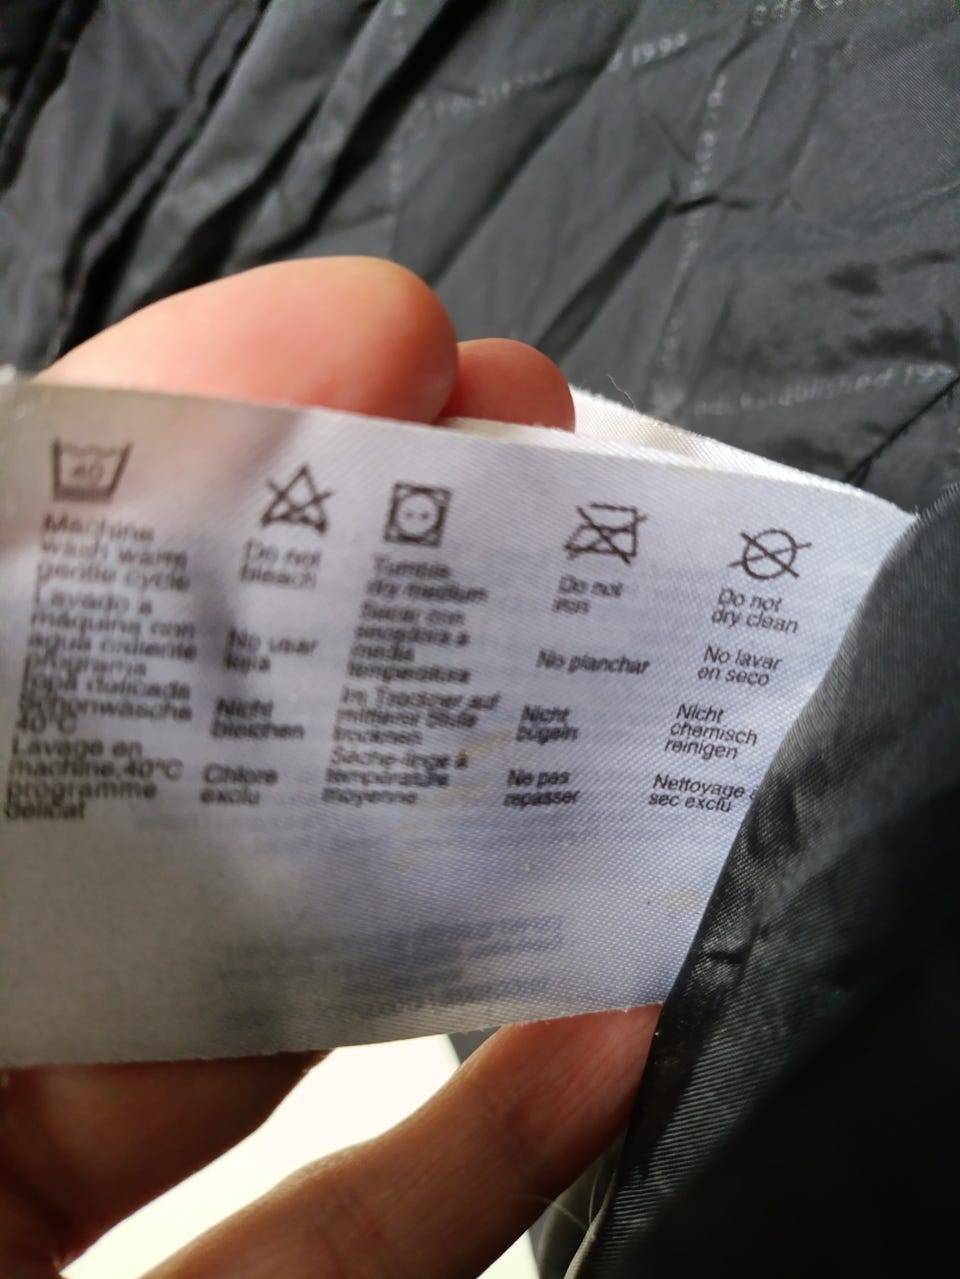 40
Machine
wash warm
gentle cycle
Lavado a
máquina con
agua caliente
programa
ropa delicada
Schonwäsche
40°C
Lavage en
machine,40°C
programme
délicat
Do not
bleach
No usar
lejia
Nicht
bleichen
Chlore
exclu
Tumble
dry medium
Secar con
secadora a
media
temperatura
Im Trockner auf
mittlerer Stufe
trocknen
Sèche-linge à
température
moyenne
Do not
iron
No planchar
Nicht
bügeln
Ne pas
repasser
Do not
dry clean
No lavar
en seco
Nicht
chemisch
reinigen
Nettoyage
sec exclu